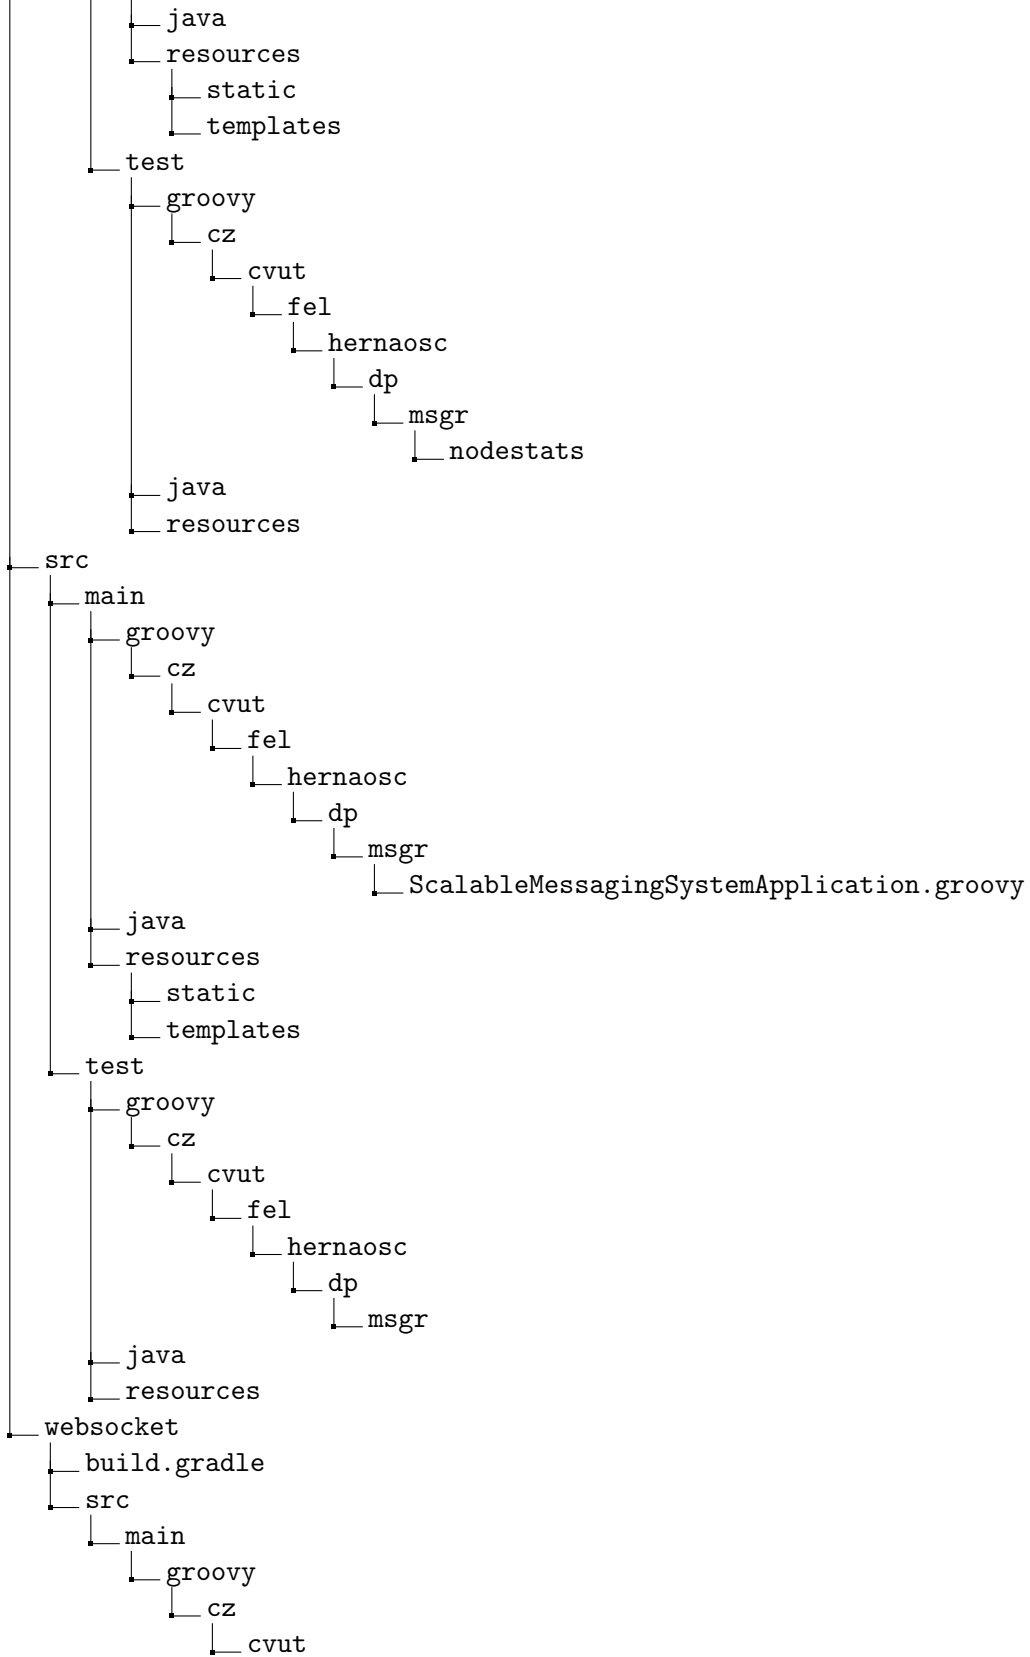 java
resources
static
templates
test
groovy
cz
cvut
fel
hernaosc
dp
msgr
nodestats
java
resources
src
main
groovy
cz
cvut
fel
hernaosc
dp
msgr
ScalableMessagingSystemApplication.groovy
java
resources
static
templates
test
groovy
cz
cvut
fel
hernaosc
dp
msgr
java
resources
websocket
build.gradle
src
main
groovy
cz
cvut